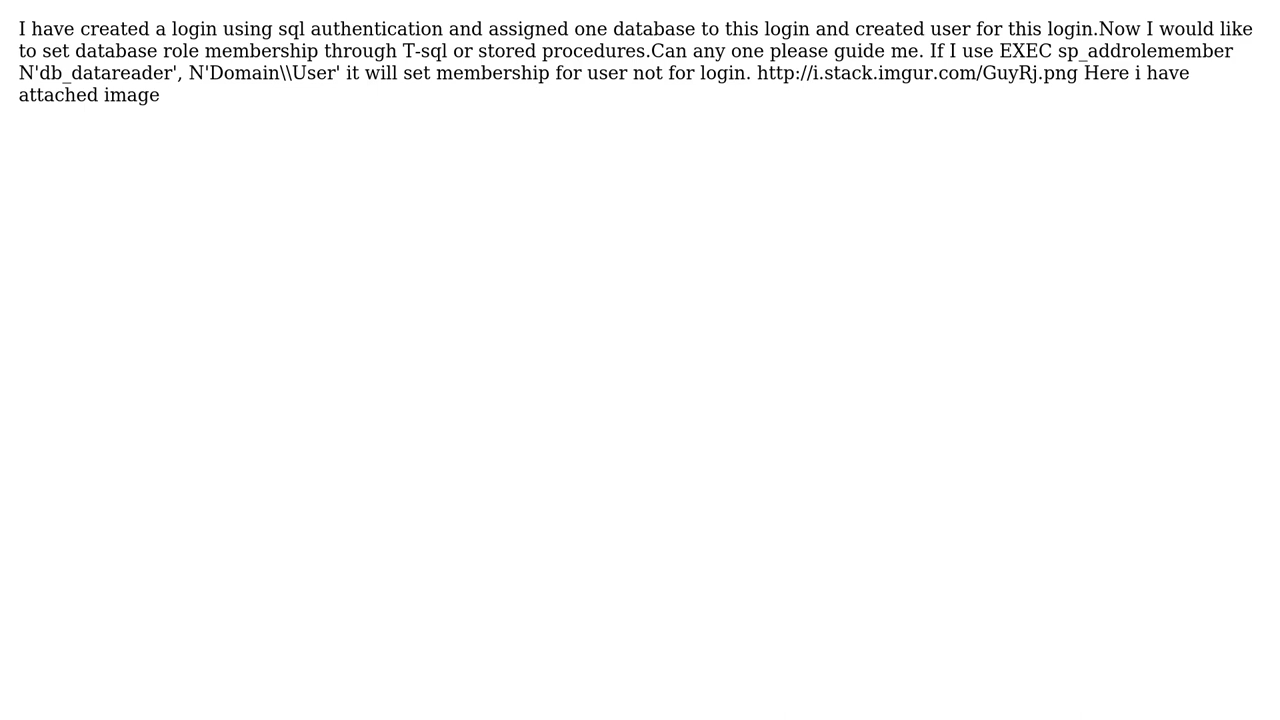 I have created a login using sql authentication and assigned one database to this login and created user for this login.Now I would like
to set database role membership through T-sql or stored procedures.Can any one please guide me. If I use EXEC sp_addrolemember
N'db_datareader', N'Domain\\User' it will set membership for user not for login. http://i.stack.imgur.com/GuyRj.png Here i have
attached image